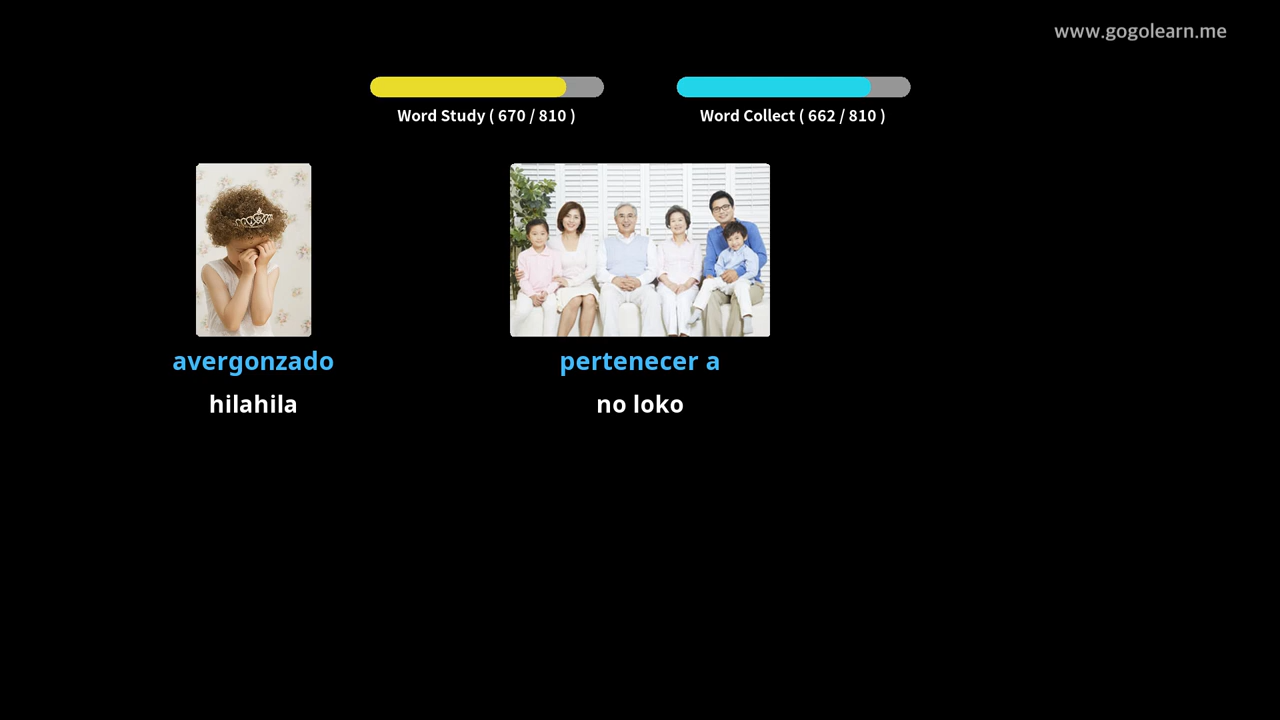 www.gogolearn.me
Word Study ( 670 / 810 )
Word Collect ( 662 / 810 )
avergonzado
hilahila
pertenecer a
no loko